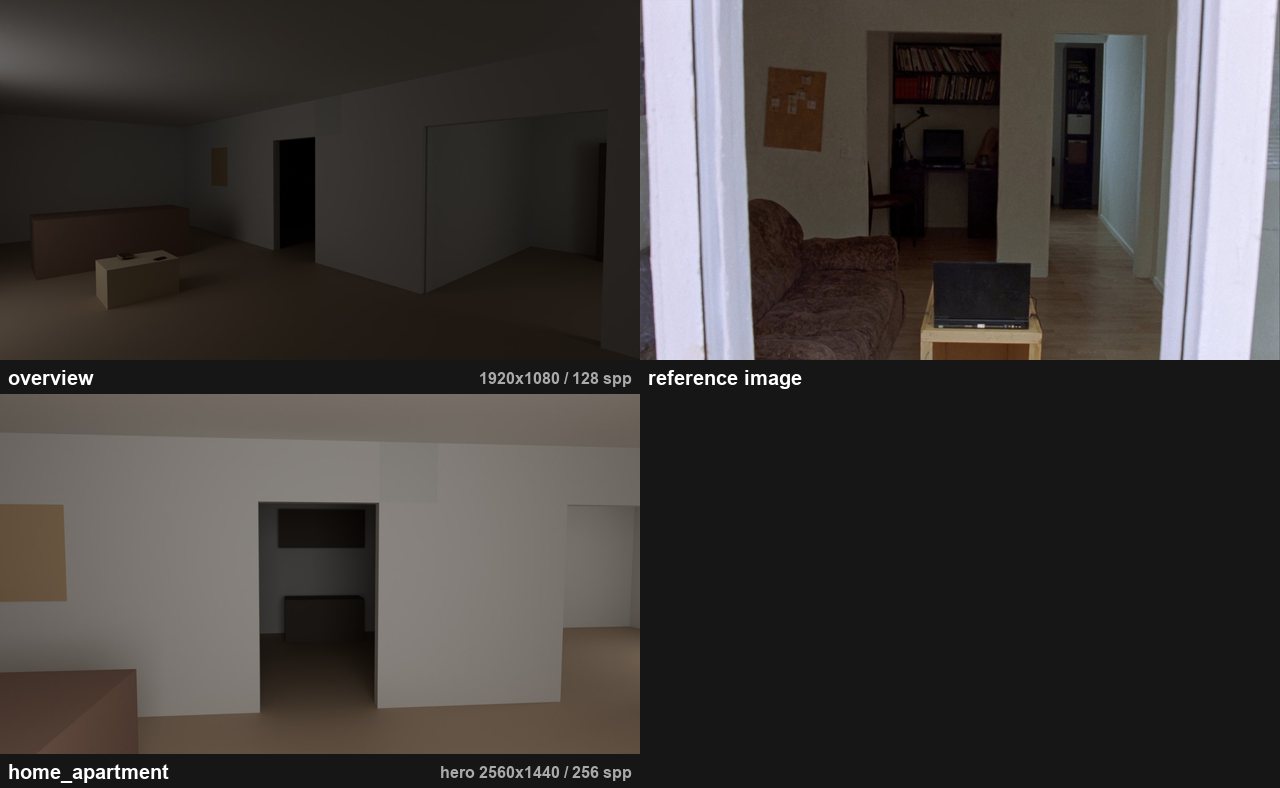 overview
1920x1080 / 128 spp
reference image
home_apartment
hero 2560x1440 / 256 spp